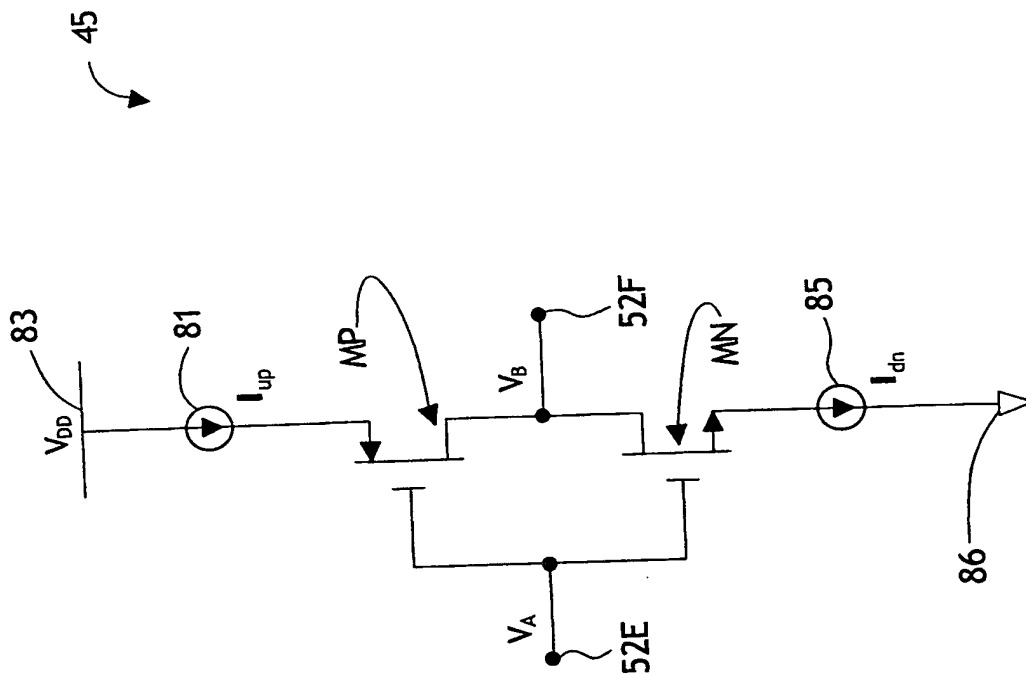 45
83
V_DD
81
I_up
MP
52F
V_B
MN
85
I_dn
V_A
52E
86